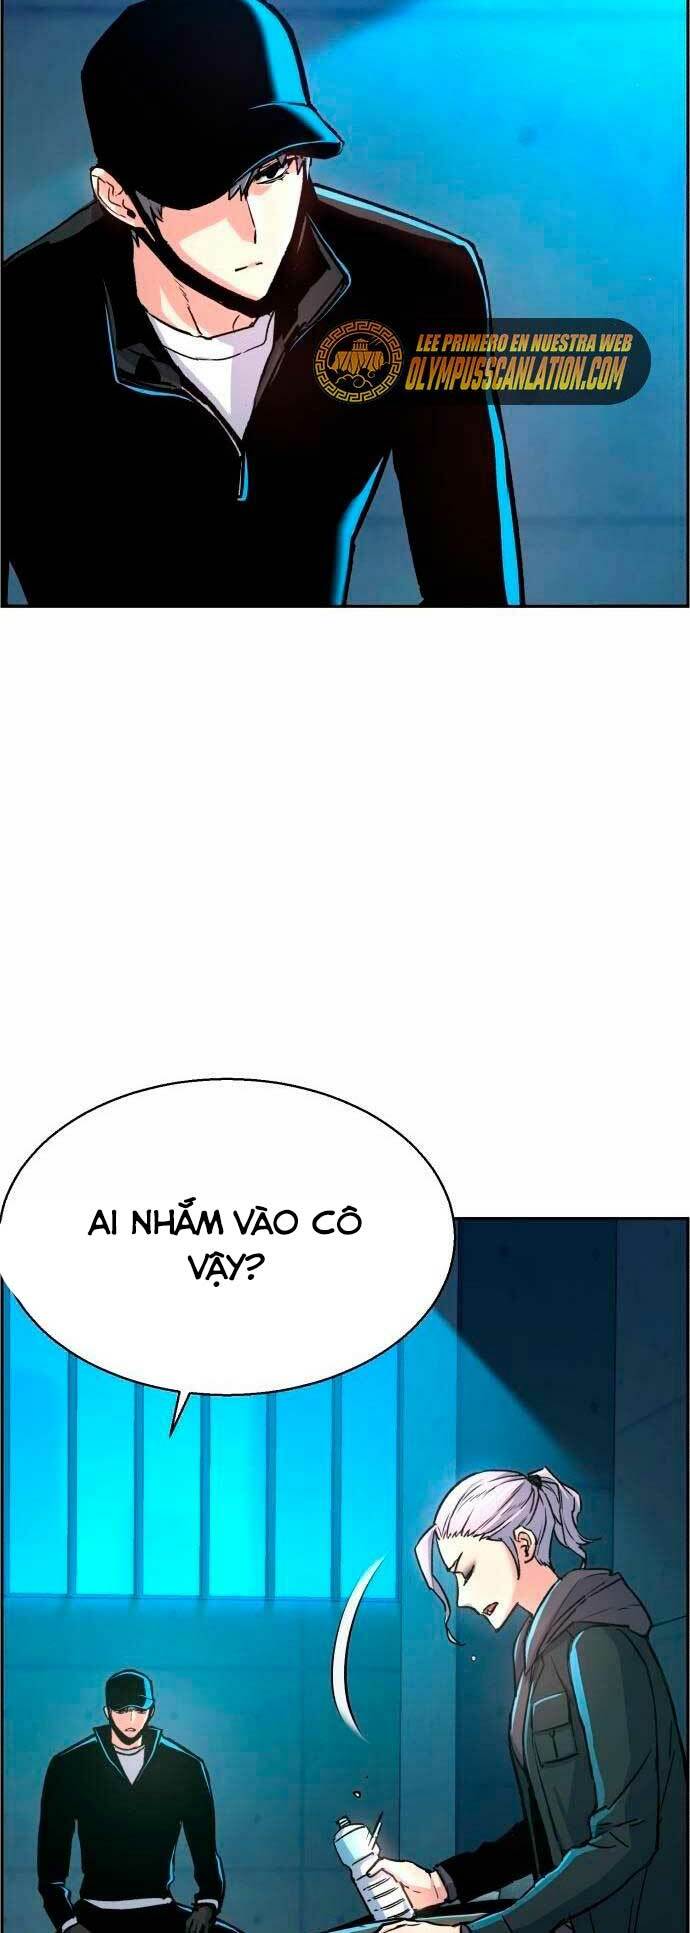 LEE PRIMERO EN NUESTRA WEB
OLYMPUSSCANLATION.COM
AI NHẮM VÀO CÔ
VẬY?